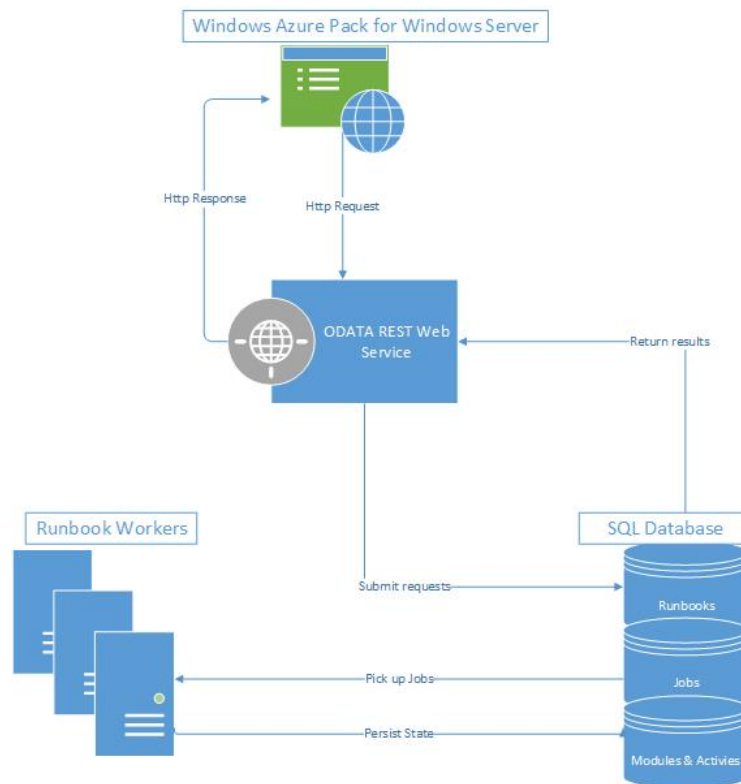 Windows Azure Pack for Windows Server
Http Response
Http Request
ODATA REST Web
Service
Return results
Runbook Workers
SQL Database
Submit requests
Runbooks
Pick up Jobs
Jobs
Persist State
Modules & Activies